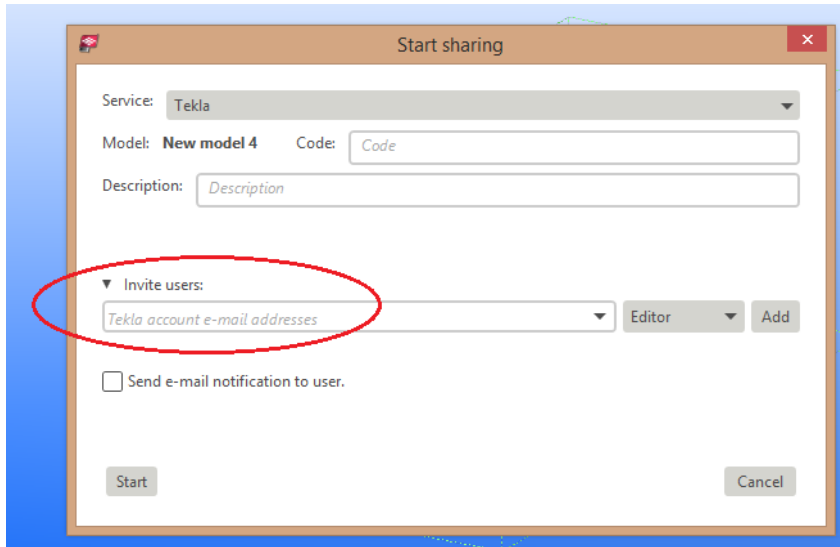 Start sharing
Service: Tekla
Model: New model 4 Code: Code
Description: Description
Invite users:
Tekla account e-mail addresses Editor Add
Send e-mail notification to user.
Start Cancel